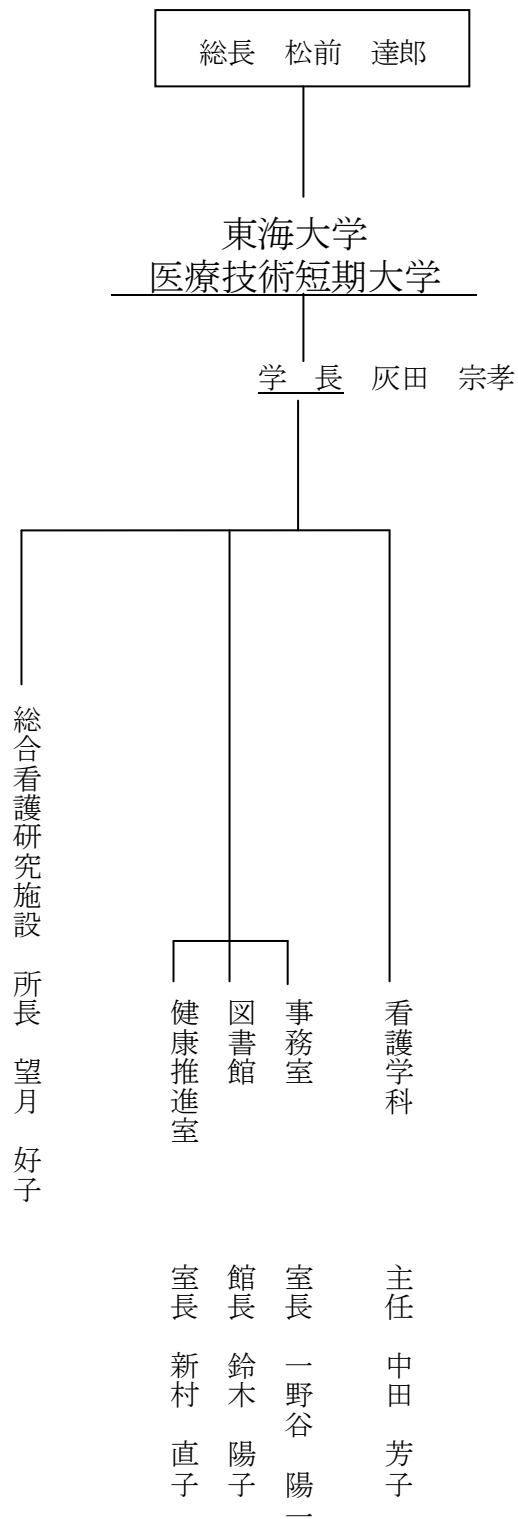 総長 松前 達郎
東海大学
医療技術短期大学
学 長 灰田 宗孝
看護学科 主任 中田 芳子
事務室 室長 一野谷 陽一
図書館 館長 鈴木 陽子
健康推進室 室長 新村 直子
総合看護研究施設 所長 望月 好子